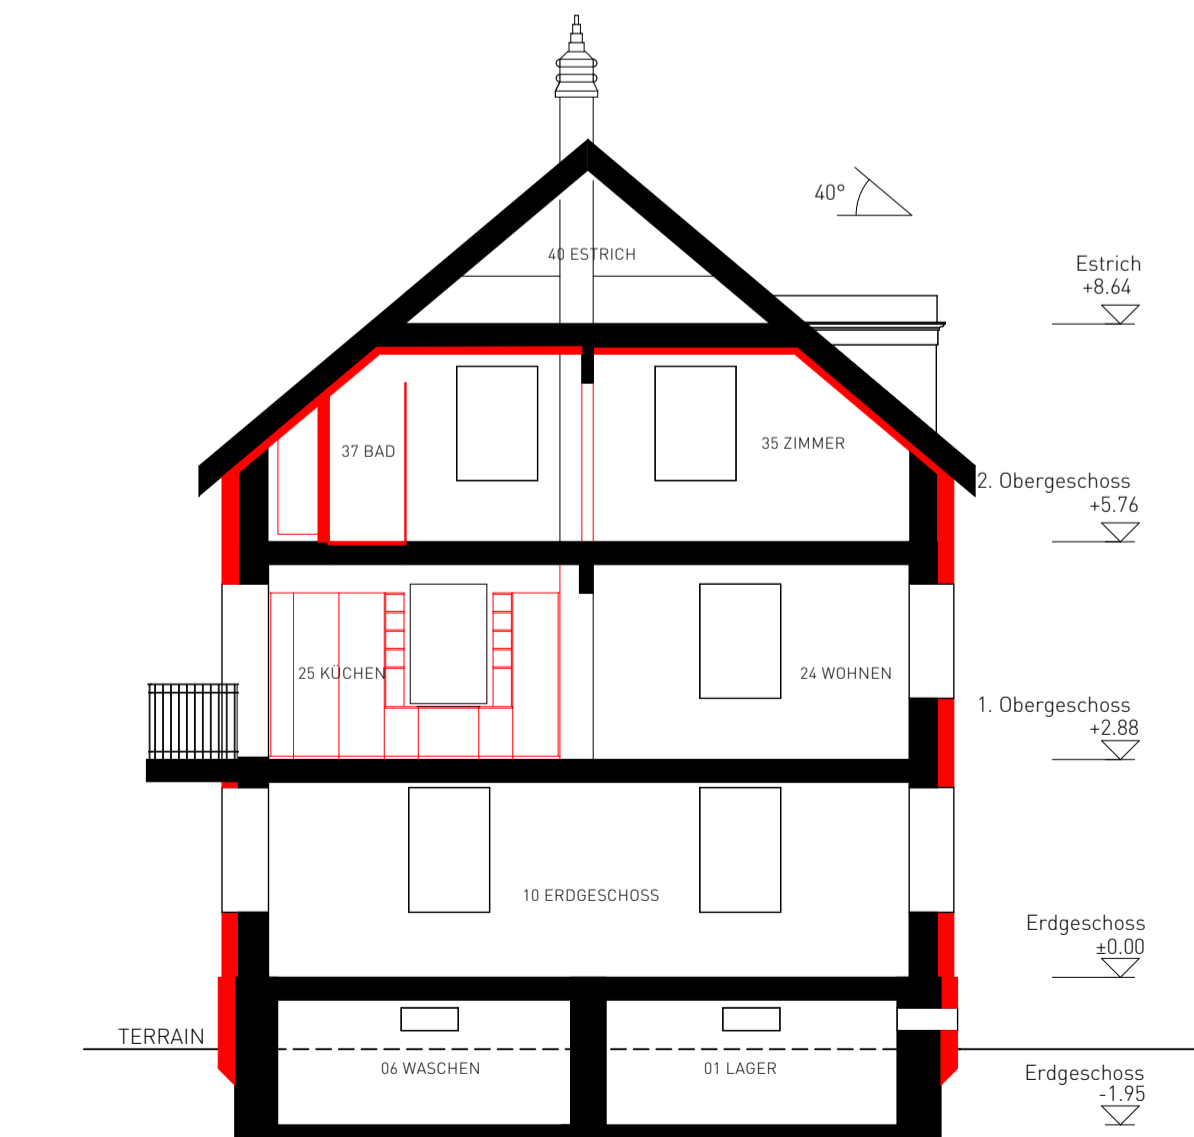 40°
40 ESTRICH
Estrich
+8.64
37 BAD
35 ZIMMER
2. Obergeschoss
+5.76
25 KÜCHEN
24 WOHNEN
1. Obergeschoss
+2.88
10 ERDGESCHOSS
Erdgeschoss
±0.00
TERRAIN
06 WASCHEN
01 LAGER
Erdgeschoss
-1.95